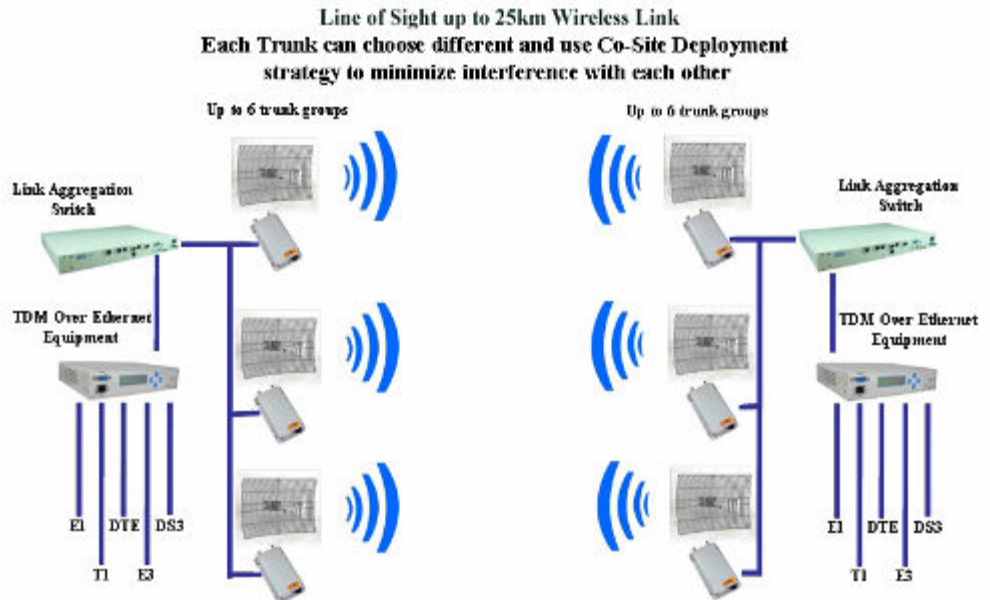 Line of Sight up to 25km Wireless Link
Each Trunk can choose different and use Co-Site Deployment
strategy to minimize interference with each other
Up to 6 trunk groups
Up to 6 trunk groups
Link Aggregation
Switch
Link Aggregation
Switch
TDM Over Ethernet
Equipment
TDM Over Ethernet
Equipment
E1
DTE
DS3
T1
E3
E1
DTE
DS3
T1
E3